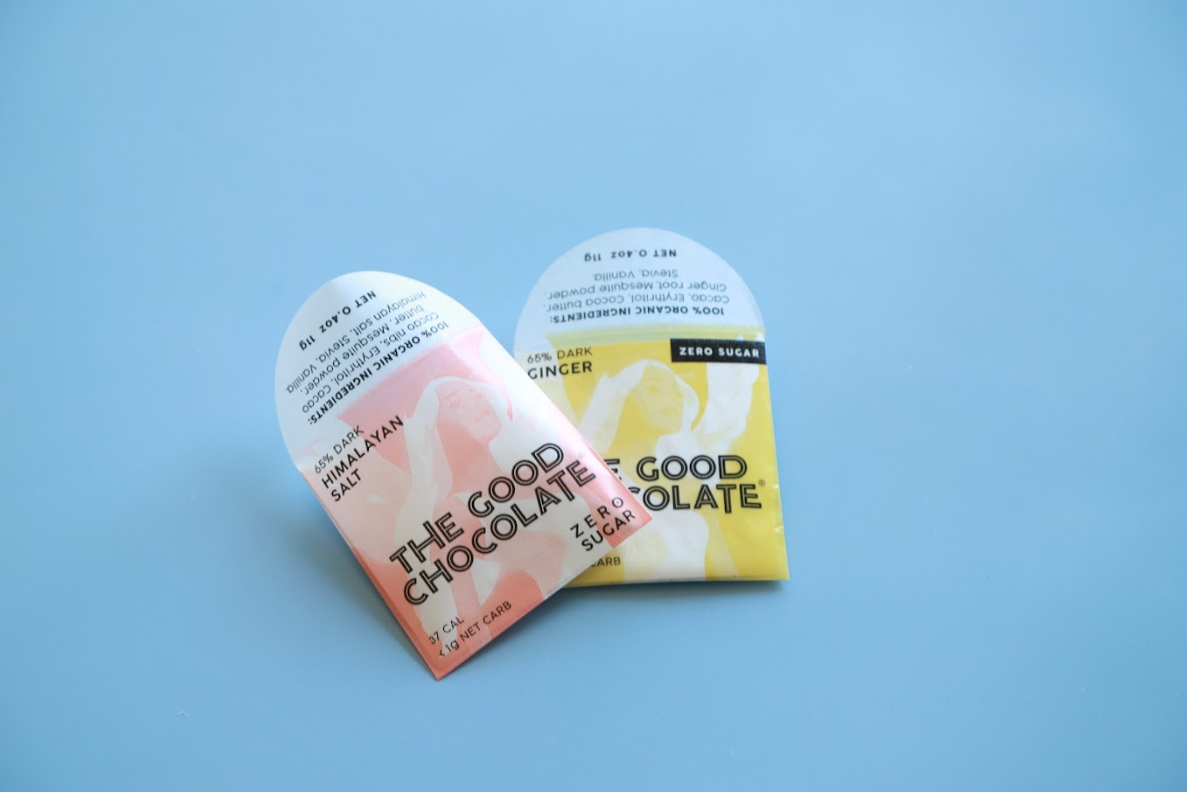 NET 0.4oz 11g
100% ORGANIC INGREDIENTS:
cacao nibs, Erythritol, cacao
butter, Mesquite powder,
Himalayan salt, Stevia, Vanilla.
65% DARK
HIMALAYAN
SALT
THE GOOD
CHOCOLATE®
ZERO
SUGAR
37 CAL
<1g NET CARB
NET 0.4oz 11g
100% ORGANIC INGREDIENTS:
cacao, Erythritol, Cocoa butter,
Ginger root, Mesquite powder,
Stevia, Vanilla.
65% DARK
GINGER
ZERO SUGAR
E GOOD
COLATE®
CARB